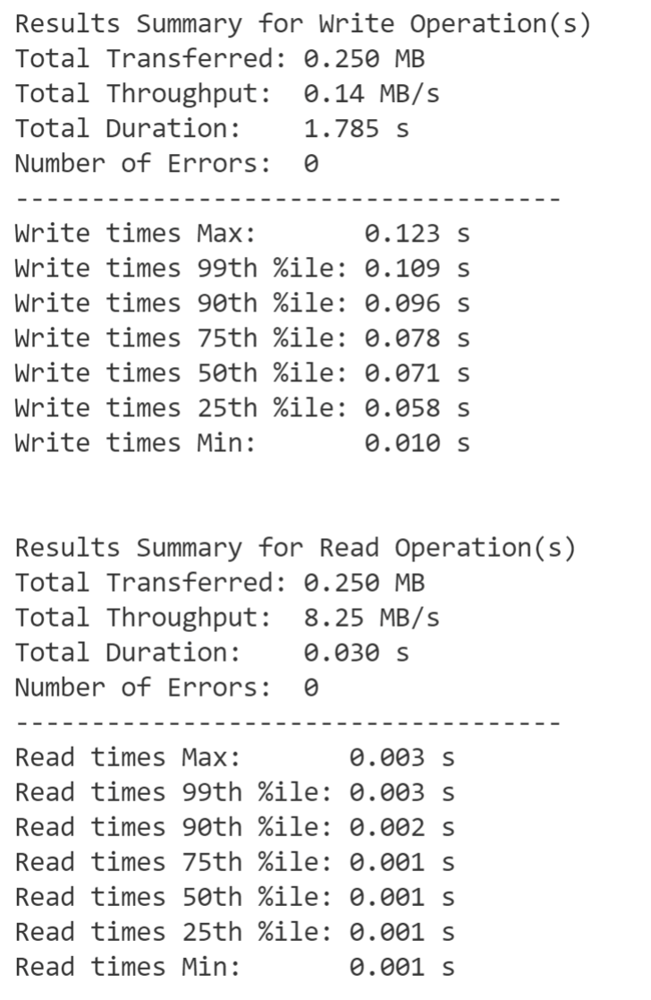 Results Summary for Write Operation(s)
Total Transferred: 0.250 MB
Total Throughput:  0.14 MB/s
Total Duration:    1.785 s
Number of Errors:  0
------------------------------------
Write times Max:       0.123 s
Write times 99th %ile: 0.109 s
Write times 90th %ile: 0.096 s
Write times 75th %ile: 0.078 s
Write times 50th %ile: 0.071 s
Write times 25th %ile: 0.058 s
Write times Min:       0.010 s
Results Summary for Read Operation(s)
Total Transferred: 0.250 MB
Total Throughput:  8.25 MB/s
Total Duration:    0.030 s
Number of Errors:  0
------------------------------------
Read times Max:       0.003 s
Read times 99th %ile: 0.003 s
Read times 90th %ile: 0.002 s
Read times 75th %ile: 0.001 s
Read times 50th %ile: 0.001 s
Read times 25th %ile: 0.001 s
Read times Min:       0.001 s